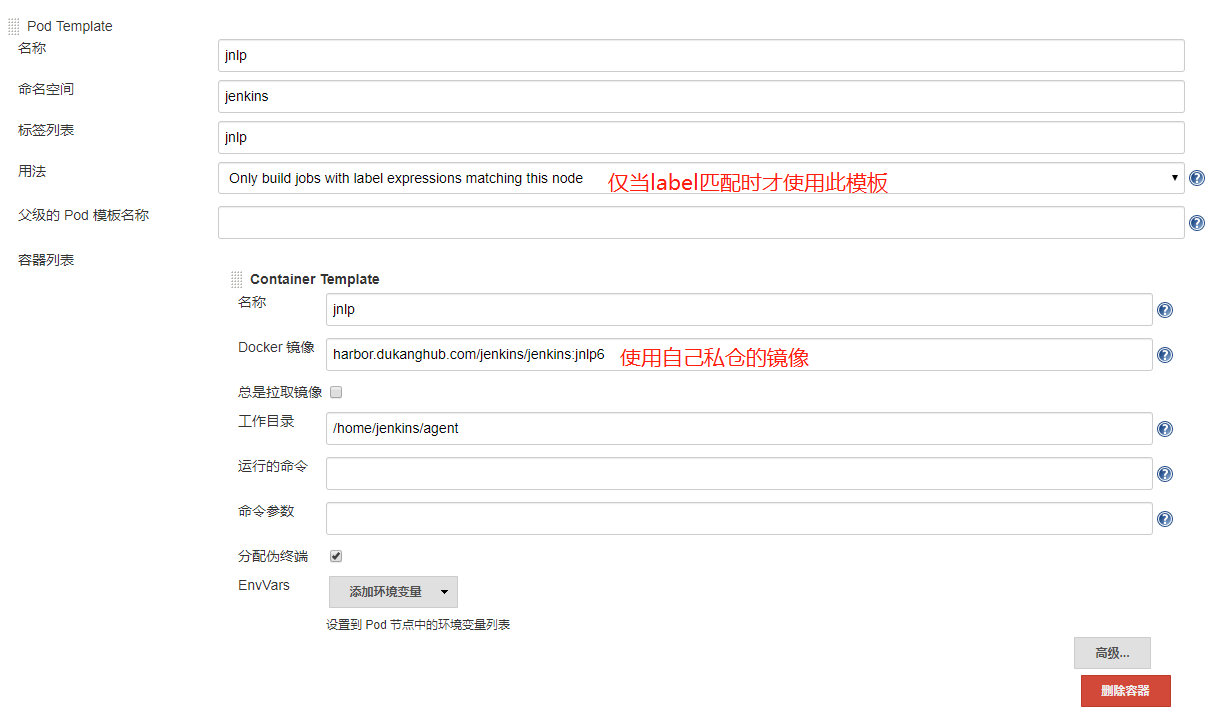 Pod Template
名称
jnlp
命名空间
jenkins
标签列表
jnlp
用法
Only build jobs with label expressions matching this node 仅当label匹配时才使用此模板
父级的 Pod 模板名称
容器列表
Container Template
名称
jnlp
Docker 镜像
harbor.dukanghub.com/jenkins/jenkins:jnlp6 使用自己私仓的镜像
总是拉取镜像
工作目录
/home/jenkins/agent
运行的命令
命令参数
分配伪终端
EnvVars
添加环境变量
设置到 Pod 节点中的环境变量列表
高级...
删除容器